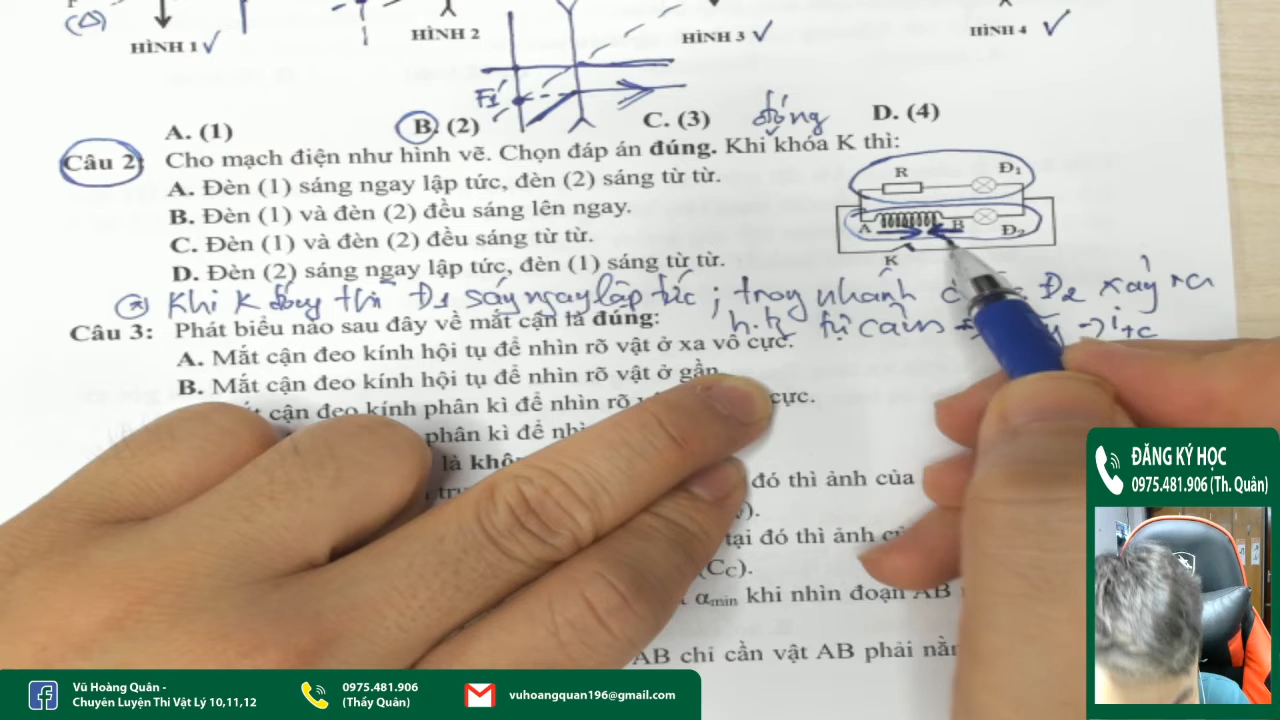 (Δ)
HÌNH 1 ✓
HÌNH 2
HÌNH 3 ✓
HÌNH 4 ✓
F₁'
A. (1)
B. (2)
C. (3)
D. (4)
đóng
Câu 2: Cho mạch điện như hình vẽ. Chọn đáp án đúng. Khi khóa K thì:
A. Đèn (1) sáng ngay lập tức, đèn (2) sáng từ từ.
B. Đèn (1) và đèn (2) đều sáng lên ngay.
C. Đèn (1) và đèn (2) đều sáng từ từ.
D. Đèn (2) sáng ngay lập tức, đèn (1) sáng từ từ.
R
Đ₁
A
B
Đ₂
K
Khi K đóng thì Đ1 sáng ngay lập tức; trong nhánh Đ2 xảy ra
h.t tự cảm → itc
Câu 3: Phát biểu nào sau đây về mắt cận là đúng:
A. Mắt cận đeo kính hội tụ để nhìn rõ vật ở xa vô cực.
B. Mắt cận đeo kính hội tụ để nhìn rõ vật ở gần
cận đeo kính phân kì để nhìn rõ cực.
phân kì để
là
đó thì ảnh của
tại đó thì ảnh
(Cc).
αmin khi nhìn đoạn AB
AB chỉ cần vật AB phải
ĐĂNG KÝ HỌC
0975.481.906 (Th. Quân)
Vũ Hoàng Quân -
Chuyên Luyện Thi Vật Lý 10,11,12
0975.481.906
(Thầy Quân)
vuhoangquan196@gmail.com